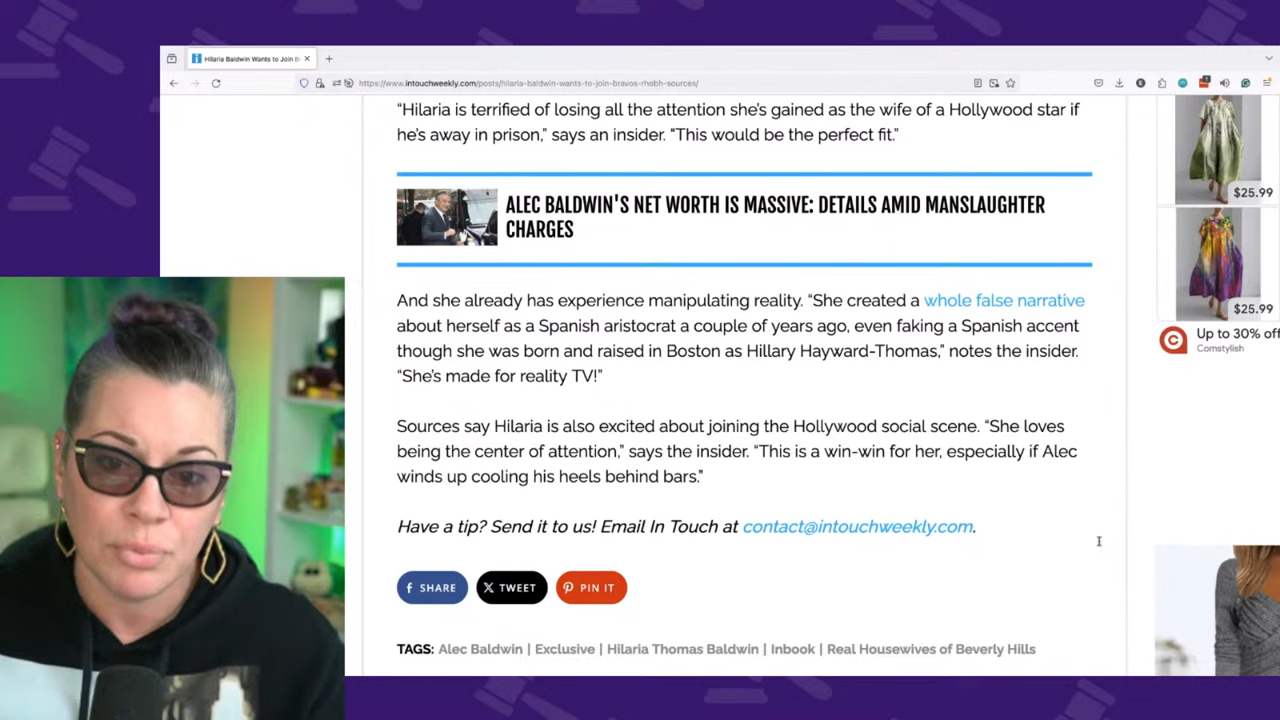 Hilaria Baldwin Wants to Join B
https://www.intouchweekly.com/posts/hilaria-baldwin-wants-to-join-bravos-rhobh-sources/
“Hilaria is terrified of losing all the attention she’s gained as the wife of a Hollywood star if
he’s away in prison,” says an insider. “This would be the perfect fit.”
ALEC BALDWIN'S NET WORTH IS MASSIVE: DETAILS AMID MANSLAUGHTER
CHARGES
And she already has experience manipulating reality. “She created a whole false narrative
about herself as a Spanish aristocrat a couple of years ago, even faking a Spanish accent
though she was born and raised in Boston as Hillary Hayward-Thomas,” notes the insider.
“She’s made for reality TV!”
Sources say Hilaria is also excited about joining the Hollywood social scene. “She loves
being the center of attention,” says the insider. “This is a win-win for her, especially if Alec
winds up cooling his heels behind bars.”
Have a tip? Send it to us! Email In Touch at contact@intouchweekly.com.
SHARE
TWEET
PIN IT
TAGS: Alec Baldwin | Exclusive | Hilaria Thomas Baldwin | Inbook | Real Housewives of Beverly Hills
$25.99
$25.99
Up to 30% off
Comstylish